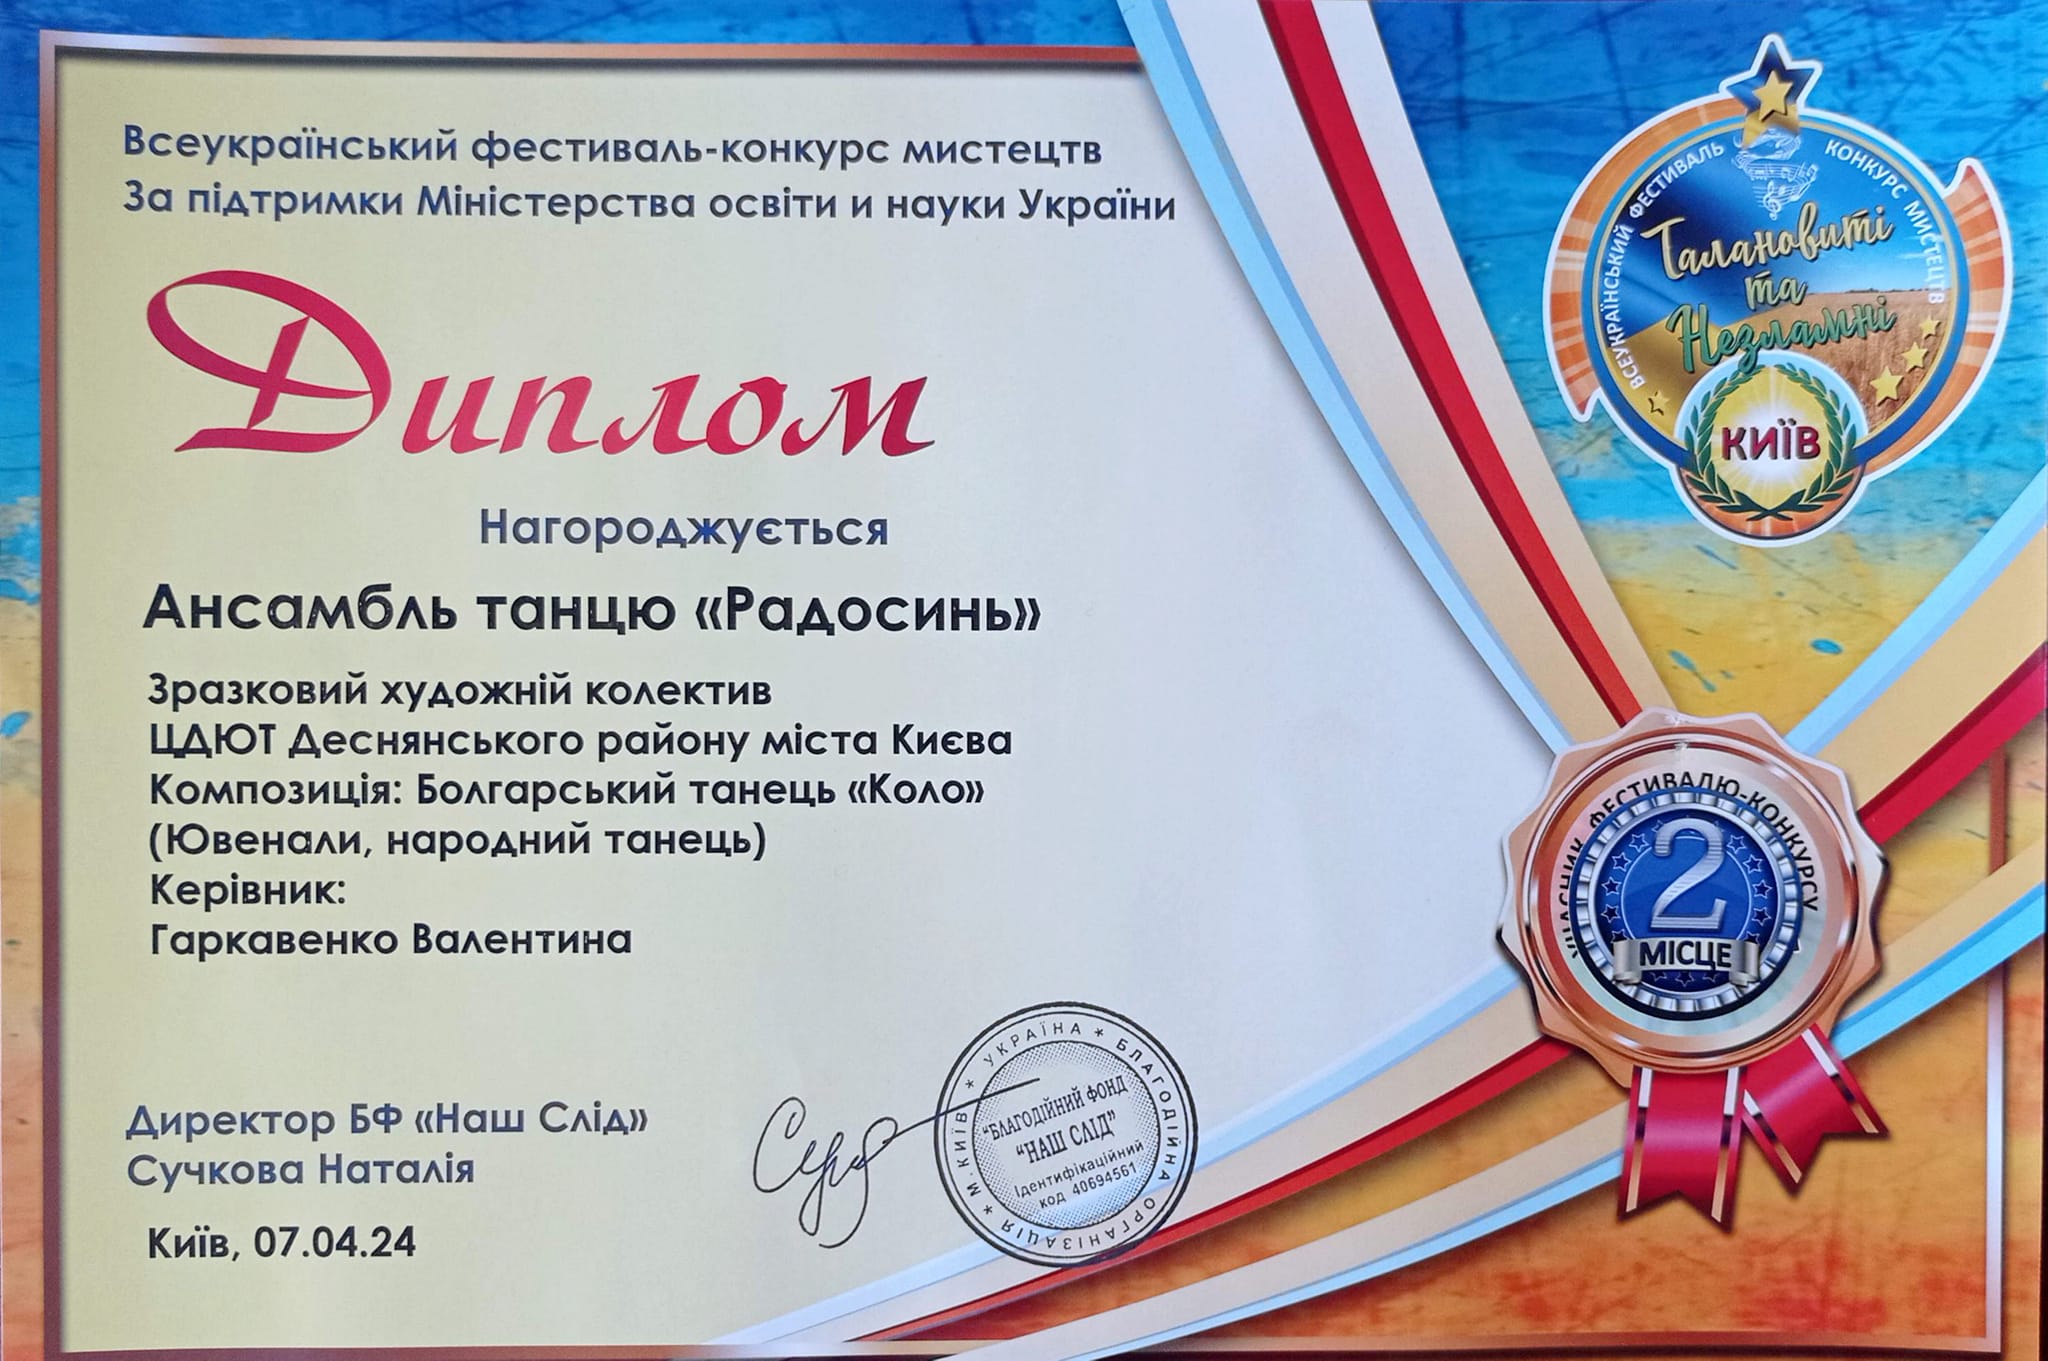 Всеукраїнський фестиваль-конкурс мистецтв
За підтримки Міністерства освіти и науки України
Диплом
Нагороджується
Ансамбль танцю «Радосинь»
Зразковий художній колектив
ЦДЮТ Деснянського району міста Києва
Композиція: Болгарський танець «Коло»
(Ювенали, народний танець)
Керівник:
Гаркавенко Валентина
Директор БФ «Наш Слід»
Сучкова Наталія
Київ, 07.04.24
* УКРАЇНА * БЛАГОДІЙНА ОРГАНІЗАЦІЯ * М.КИЇВ
"БЛАГОДІЙНИЙ ФОНД
"НАШ СЛІД"
Ідентифікаційний
код 40694561
ВСЕУКРАЇНСЬКИЙ ФЕСТИВАЛЬ КОНКУРС МИСТЕЦТВ
Талановиті
та
Незламні
КИЇВ
УЧАСНИК ФЕСТИВАЛЮ-КОНКУРСУ
2
МІСЦЕ